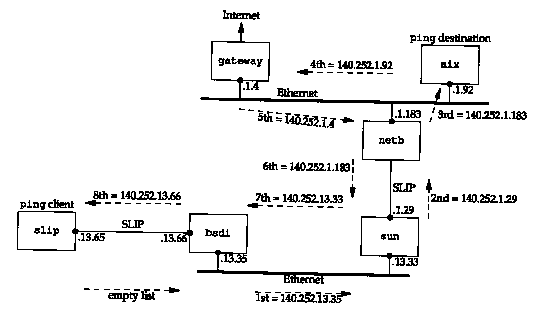 Internet
ping destination
gateway
4th = 140.252.1.92
aix
.1.4
.1.92
Ethernet
5th = 140.252.1.4
.1.183
3rd = 140.252.1.183
netb
6th = 140.252.1.183
8th = 140.252.13.66
7th = 140.252.13.33
SLIP
2nd = 140.252.1.29
ping client
.1.29
slip
SLIP
bsdi
sun
.13.65
.13.66
.13.35
.13.33
Ethernet
empty list
1st = 140.252.13.35